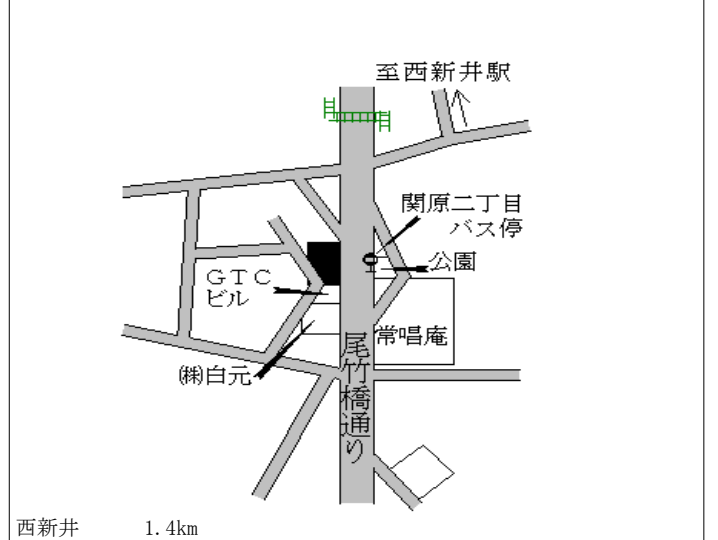 至西新井駅
関原二丁目
バス停
公園
GTC
ビル
常唱庵
㈱白元
尾竹橋通り
西新井　1.4km